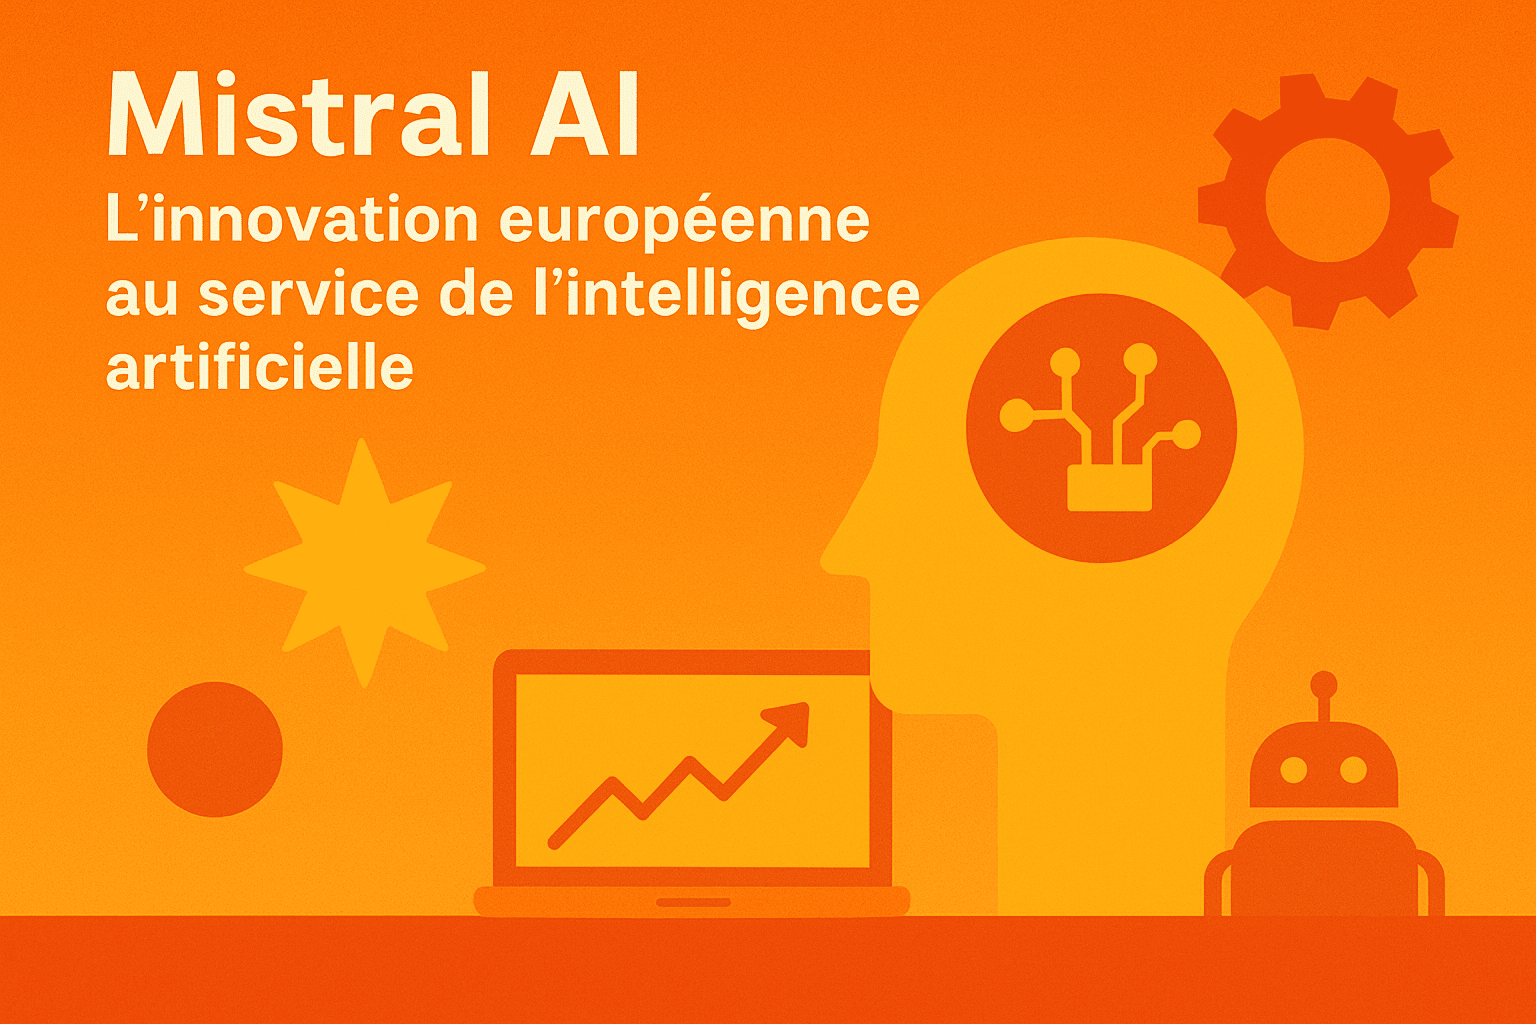 Mistral AI
L’innovation européenne
au service de l’intelligence
artificielle